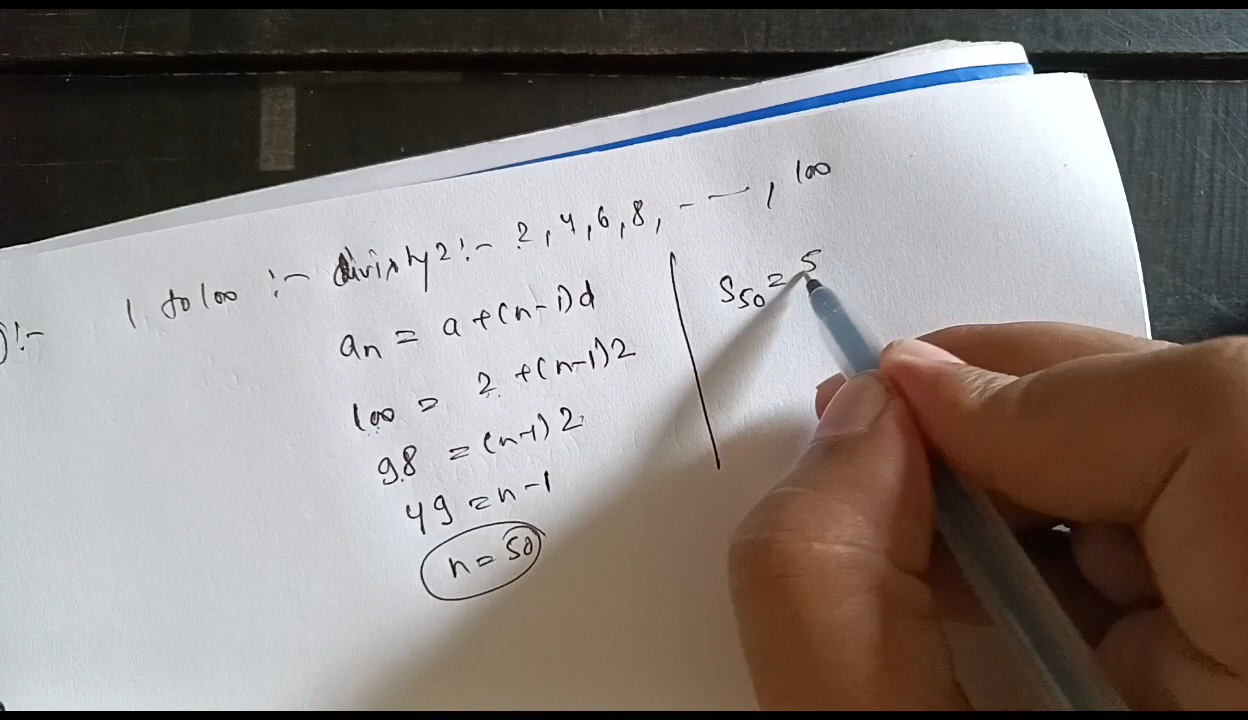 1 to 100 :- divis by 2 :- 2, 4, 6, 8, - - — , 100
an = a + (n-1)d
100 = 2 + (n-1)2
98 = (n-1)2
49 = n-1
n = 50
S50 = 5